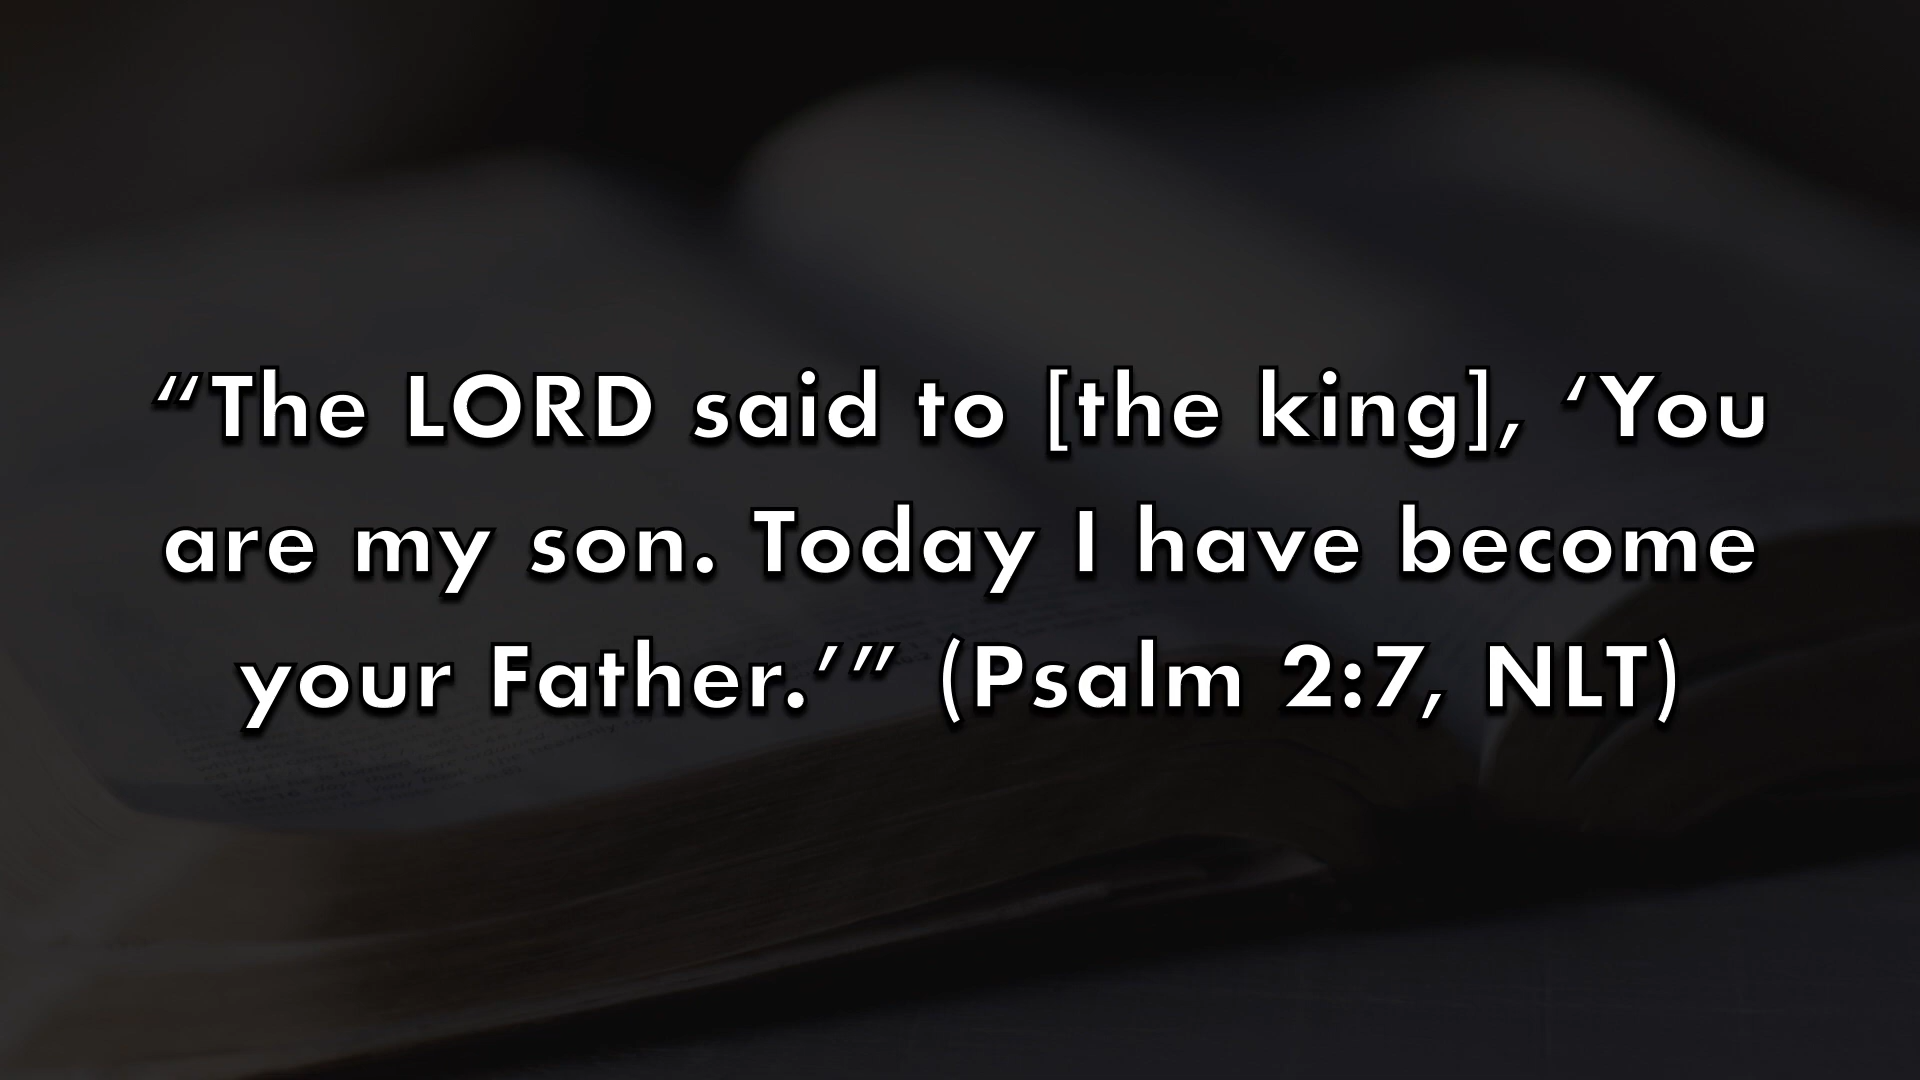 “The LORD said to [the king], ‘You
are my son. Today I have become
your Father.’” (Psalm 2:7, NLT)